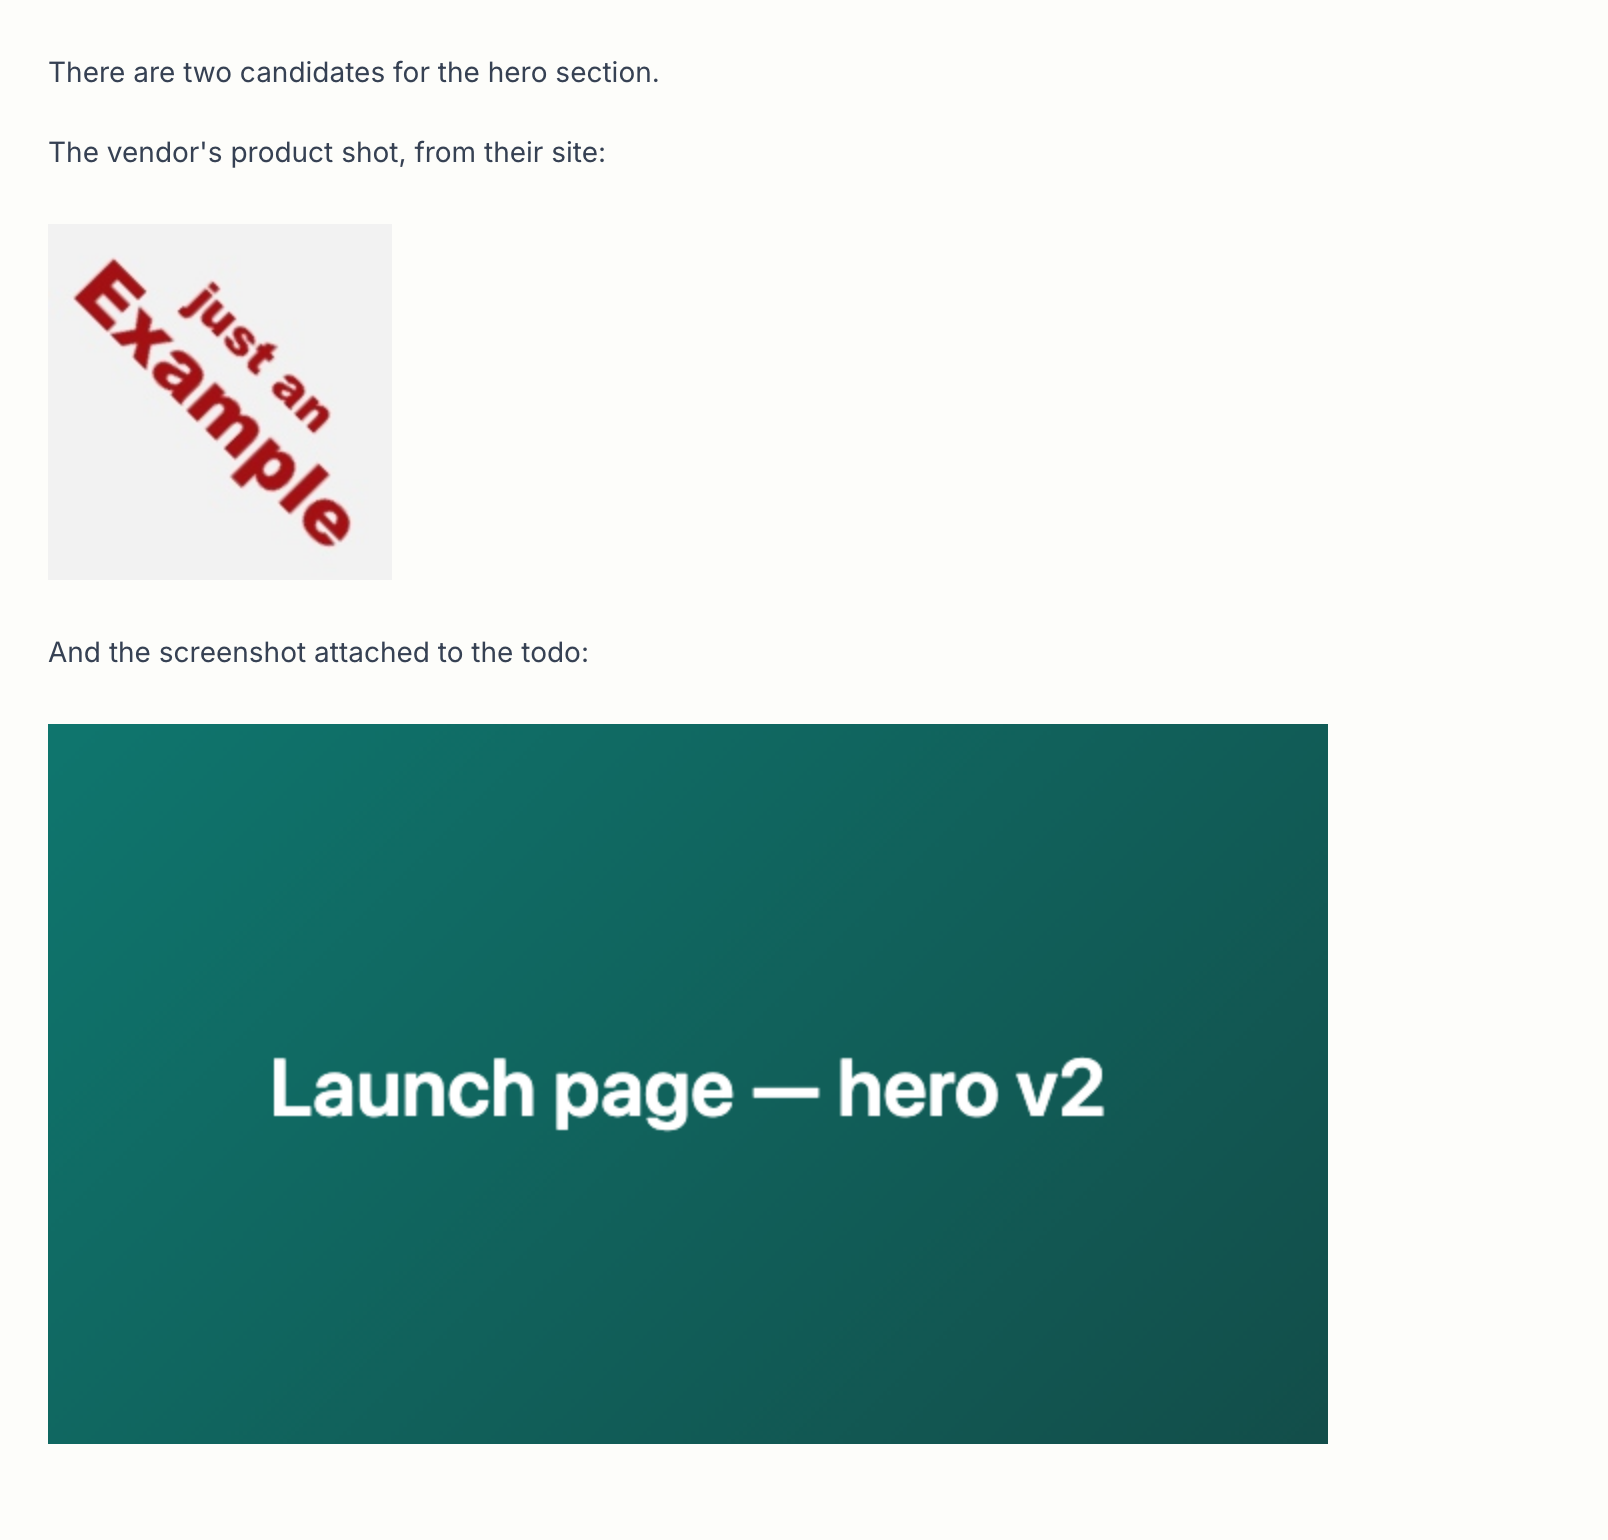 There are two candidates for the hero section.
The vendor's product shot, from their site:
just an
Example
And the screenshot attached to the todo:
Launch page — hero v2